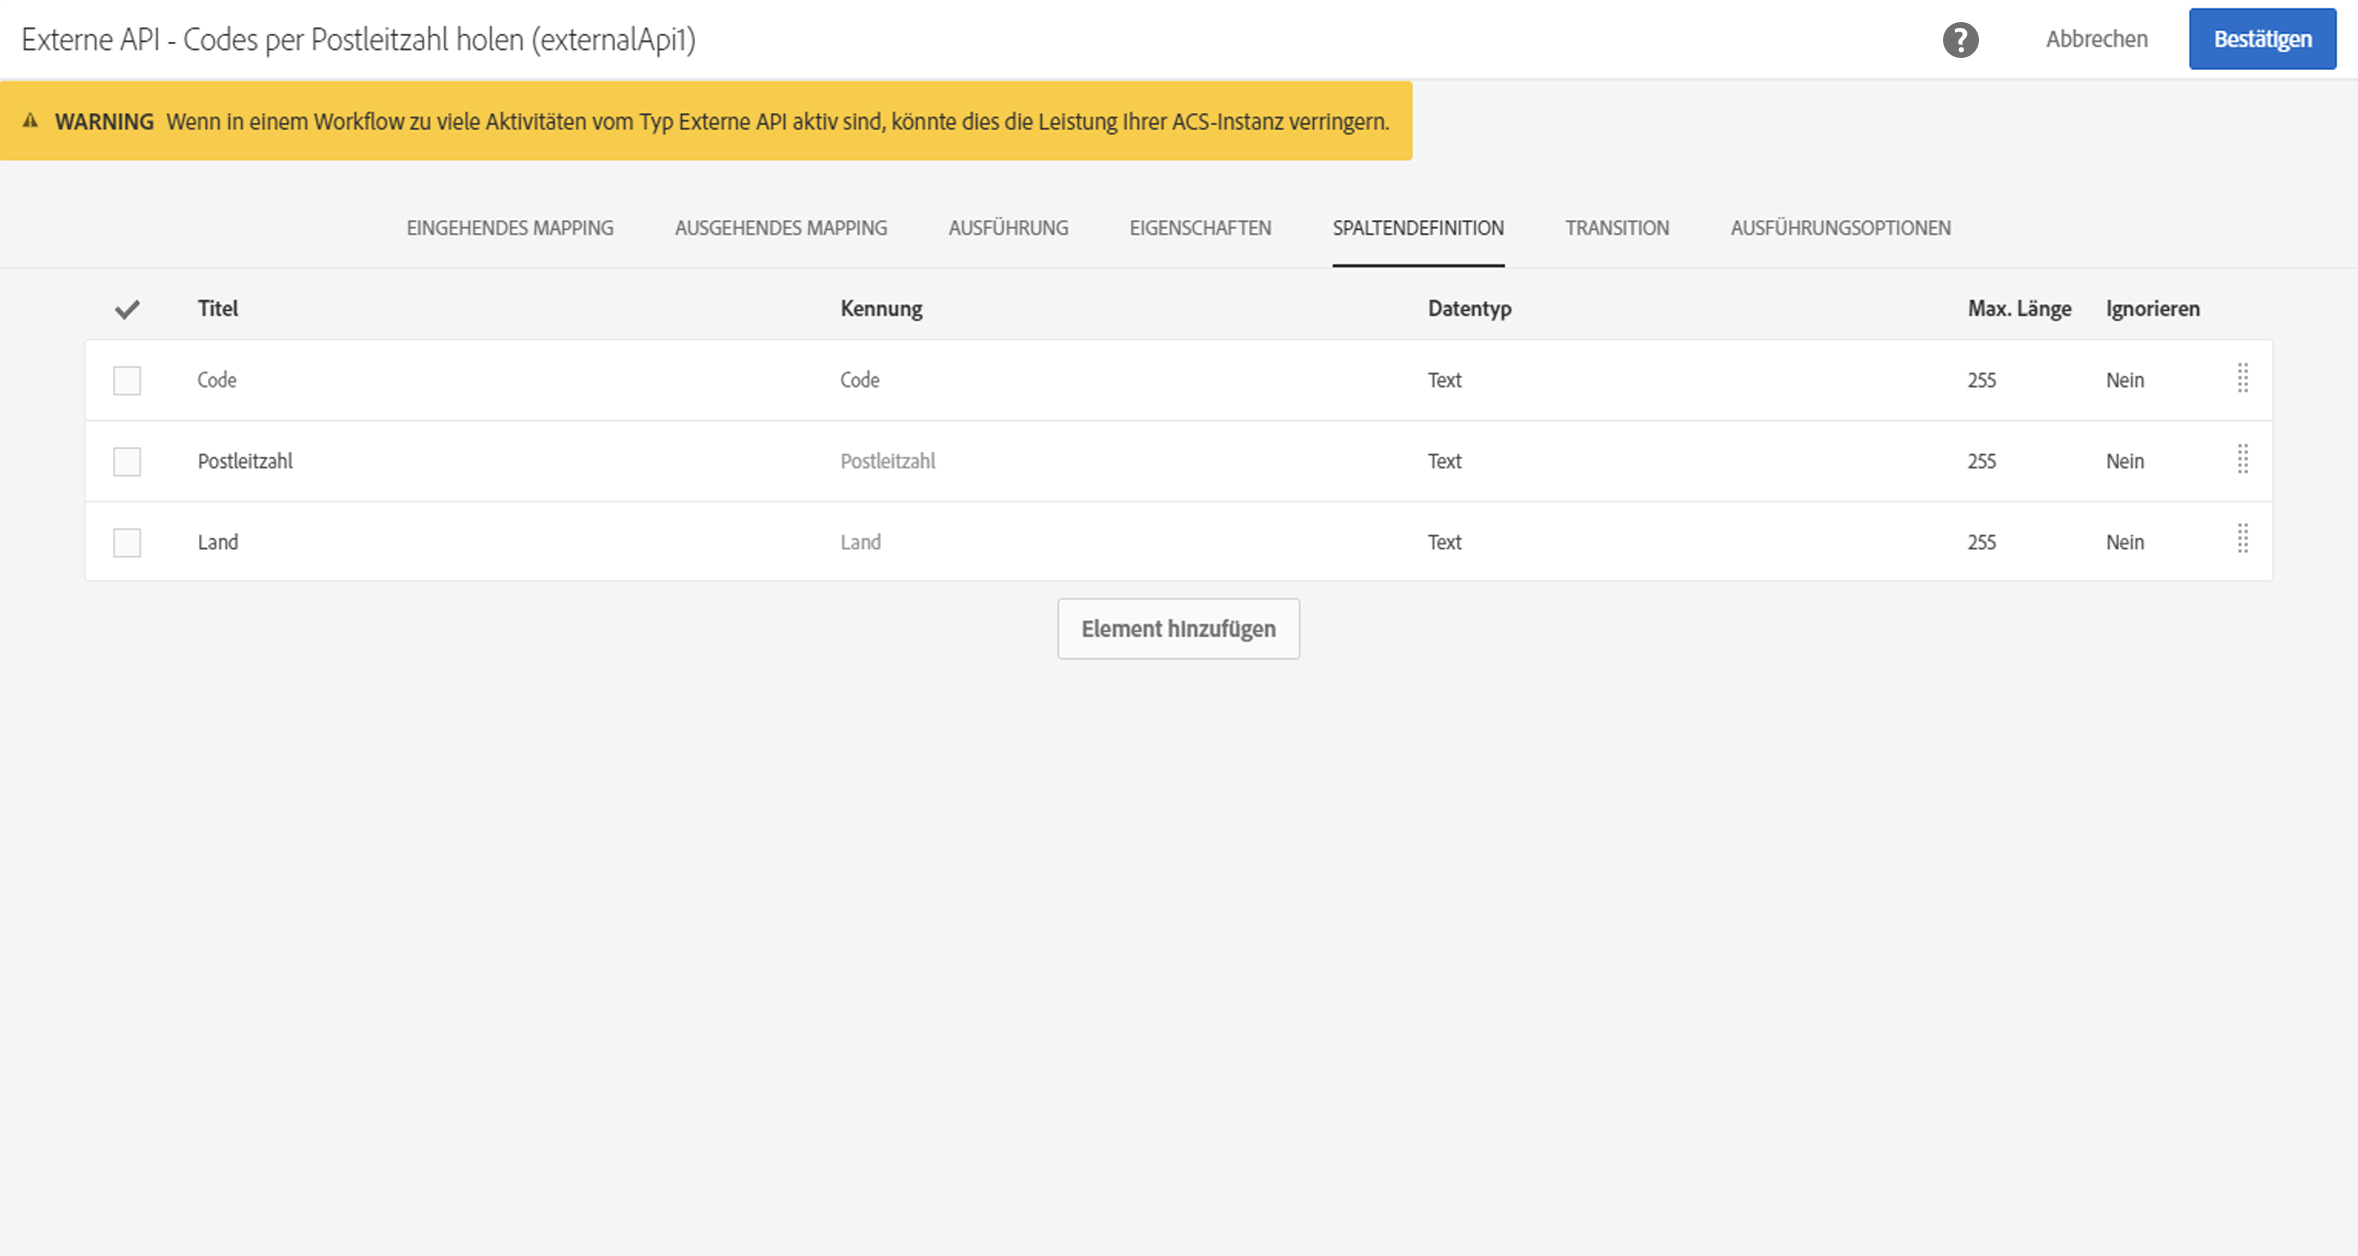 Externe API - Codes per Postleitzahl holen (externalApi1)
? Abbrechen Bestätigen
WARNING Wenn in einem Workflow zu viele Aktivitäten vom Typ Externe API aktiv sind, könnte dies die Leistung Ihrer ACS-Instanz verringern.
EINGEHENDES MAPPING AUSGEHENDES MAPPING AUSFÜHRUNG EIGENSCHAFTEN SPALTENDEFINITION TRANSITION AUSFÜHRUNGSOPTIONEN
Titel Kennung Datentyp Max. Länge Ignorieren
Code Code Text 255 Nein
Postleitzahl Postleitzahl Text 255 Nein
Land Land Text 255 Nein
Element hinzufügen